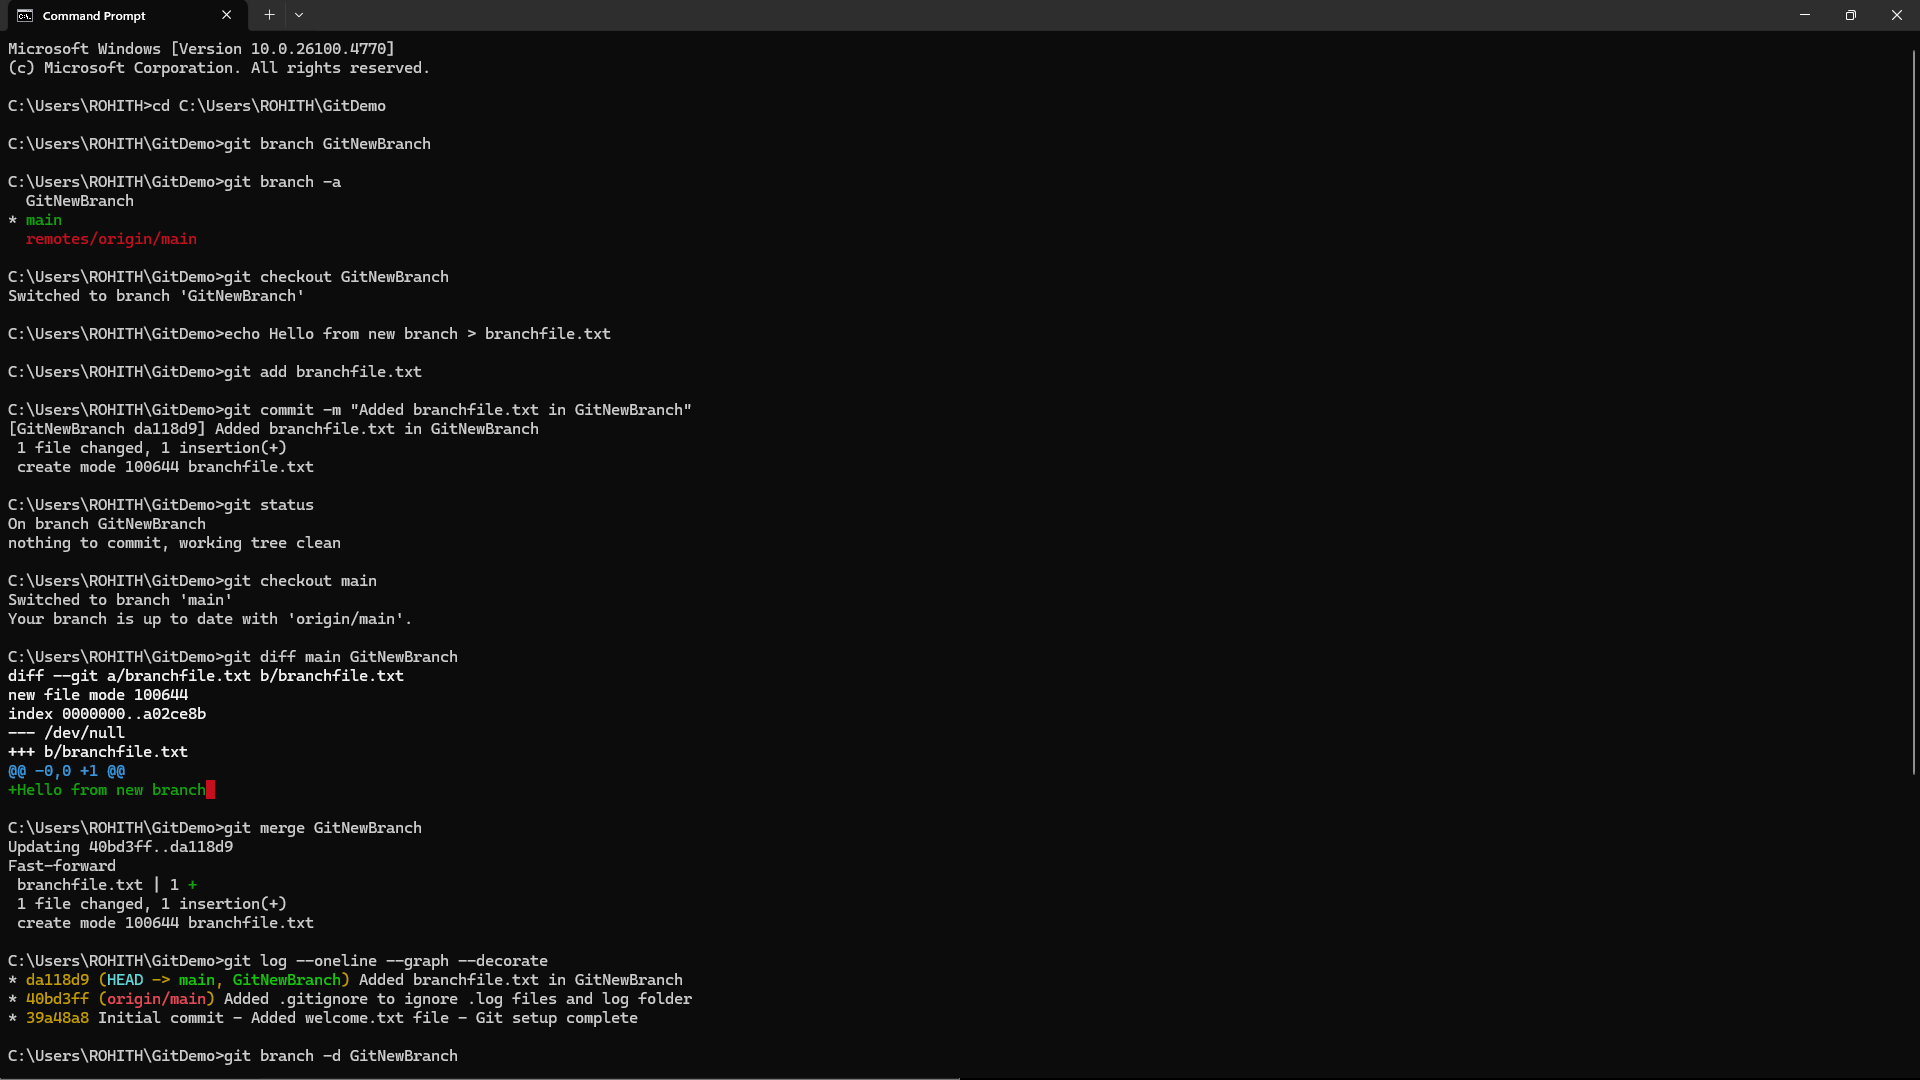 Command Prompt
Microsoft Windows [Version 10.0.26100.4770]
(c) Microsoft Corporation. All rights reserved.
C:\Users\ROHITH>cd C:\Users\ROHITH\GitDemo
C:\Users\ROHITH\GitDemo>git branch GitNewBranch
C:\Users\ROHITH\GitDemo>git branch -a
  GitNewBranch
* main
  remotes/origin/main
C:\Users\ROHITH\GitDemo>git checkout GitNewBranch
Switched to branch 'GitNewBranch'
C:\Users\ROHITH\GitDemo>echo Hello from new branch > branchfile.txt
C:\Users\ROHITH\GitDemo>git add branchfile.txt
C:\Users\ROHITH\GitDemo>git commit -m "Added branchfile.txt in GitNewBranch"
[GitNewBranch da118d9] Added branchfile.txt in GitNewBranch
 1 file changed, 1 insertion(+)
 create mode 100644 branchfile.txt
C:\Users\ROHITH\GitDemo>git status
On branch GitNewBranch
nothing to commit, working tree clean
C:\Users\ROHITH\GitDemo>git checkout main
Switched to branch 'main'
Your branch is up to date with 'origin/main'.
C:\Users\ROHITH\GitDemo>git diff main GitNewBranch
diff --git a/branchfile.txt b/branchfile.txt
new file mode 100644
index 0000000..a02ce8b
--- /dev/null
+++ b/branchfile.txt
@@ -0,0 +1 @@
+Hello from new branch
C:\Users\ROHITH\GitDemo>git merge GitNewBranch
Updating 40bd3ff..da118d9
Fast-forward
 branchfile.txt | 1 +
 1 file changed, 1 insertion(+)
 create mode 100644 branchfile.txt
C:\Users\ROHITH\GitDemo>git log --oneline --graph --decorate
* da118d9 (HEAD -> main, GitNewBranch) Added branchfile.txt in GitNewBranch
* 40bd3ff (origin/main) Added .gitignore to ignore .log files and log folder
* 39a48a8 Initial commit - Added welcome.txt file - Git setup complete
C:\Users\ROHITH\GitDemo>git branch -d GitNewBranch